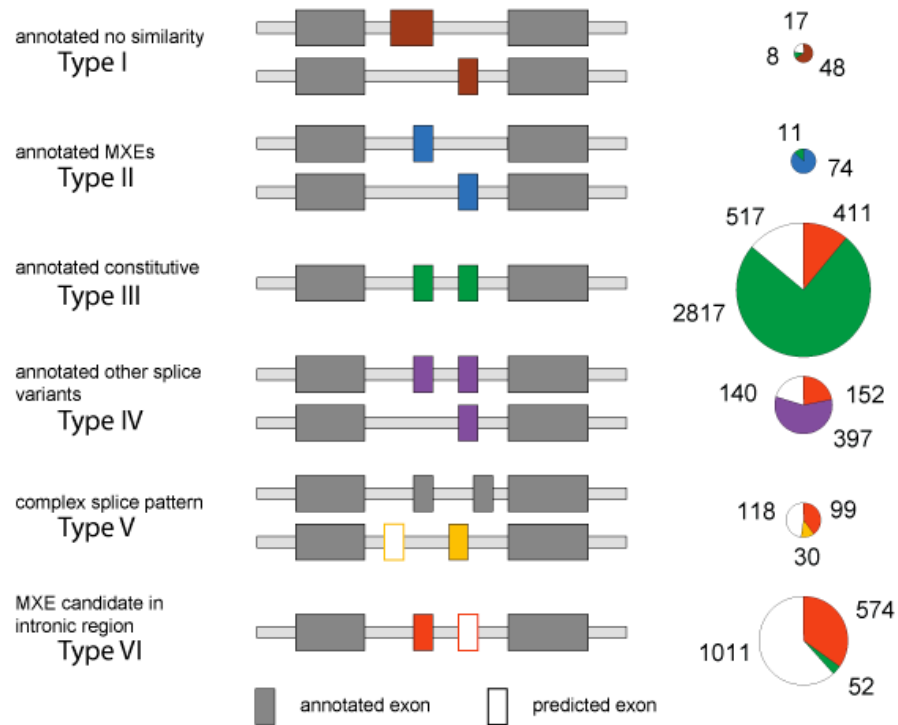 annotated no similarity
Type I
17
8
48
annotated MXEs
Type II
11
74
annotated constitutive
Type III
517
411
2817
annotated other splice
variants
Type IV
140
152
397
complex splice pattern
Type V
118
99
30
MXE candidate in
intronic region
Type VI
574
1011
52
annotated exon
predicted exon